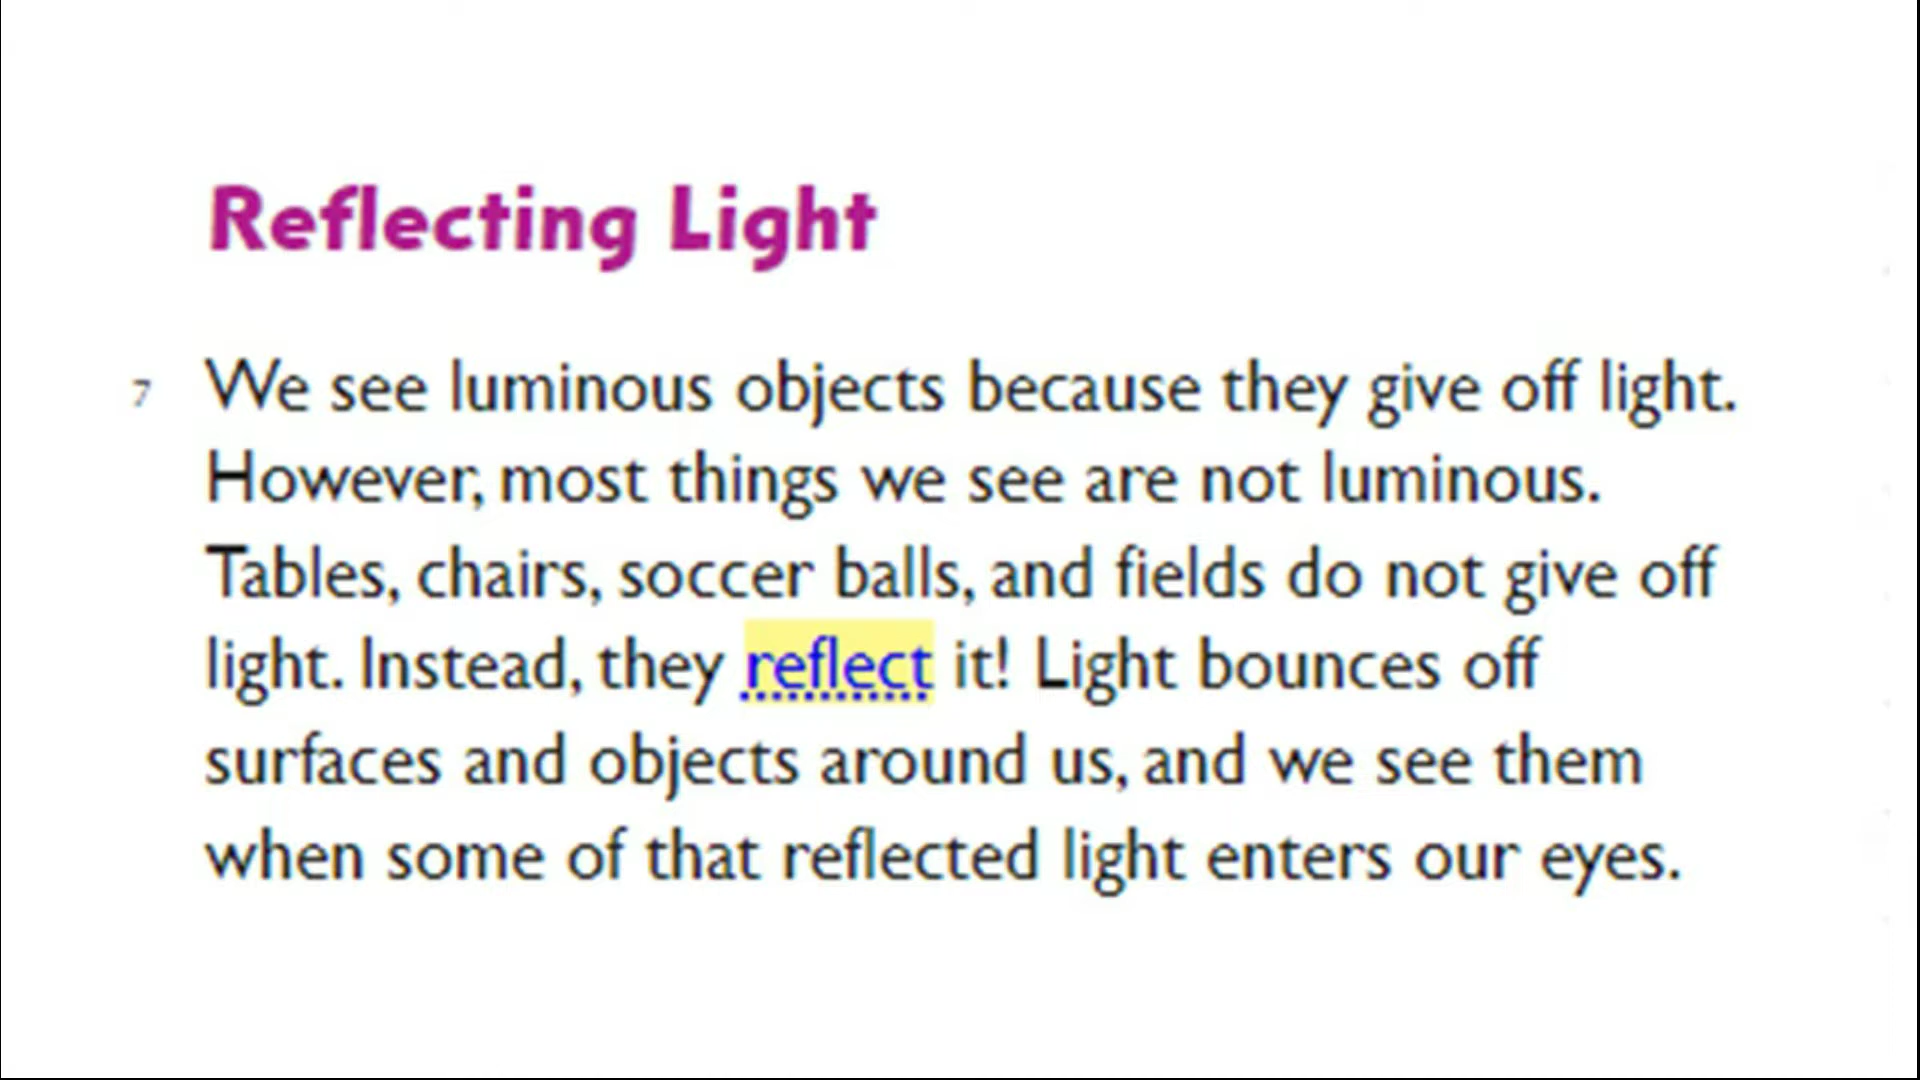 Reflecting Light
7 We see luminous objects because they give off light.
However, most things we see are not luminous.
Tables, chairs, soccer balls, and fields do not give off
light. Instead, they reflect it! Light bounces off
surfaces and objects around us, and we see them
when some of that reflected light enters our eyes.